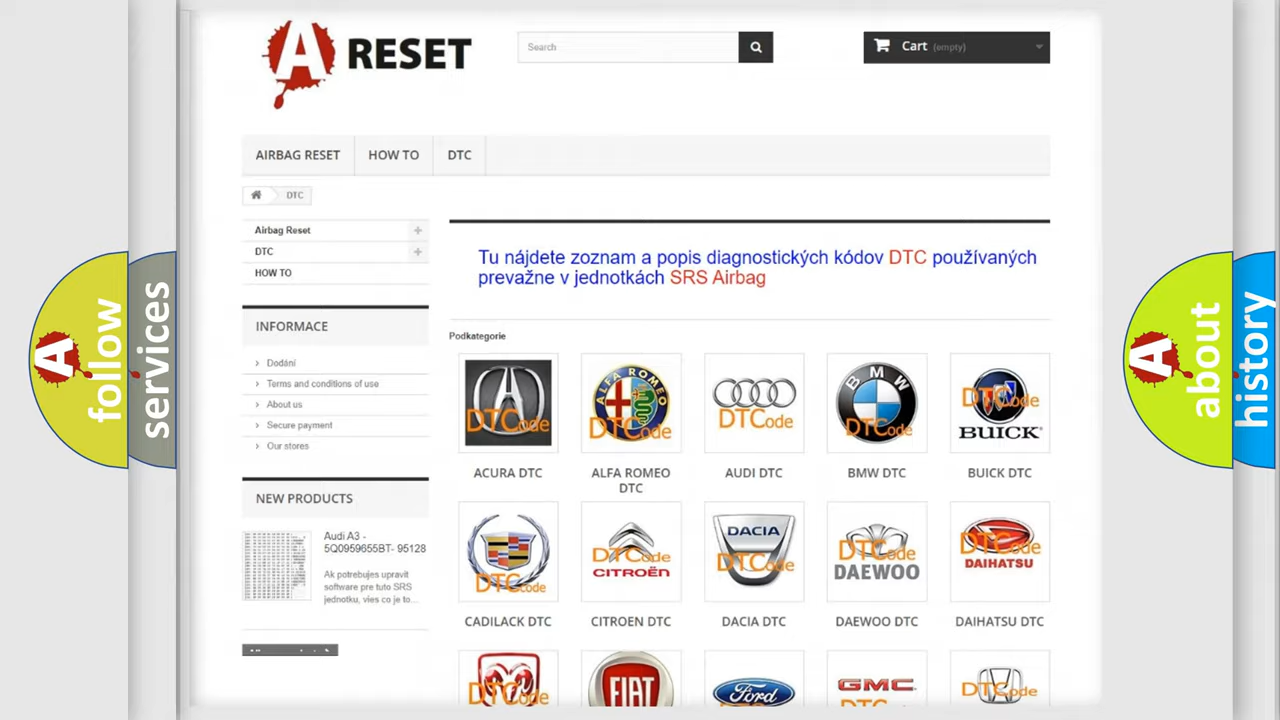 A RESET
Search
Cart (empty)
AIRBAG RESET
HOW TO
DTC
DTC
Airbag Reset
DTC
HOW TO
INFORMACE
Dodání
Terms and conditions of use
About us
Secure payment
Our stores
NEW PRODUCTS
Audi A3 -
5Q0959655BT- 95128
Ak potrebujes upravit
software pre tuto SRS
jednotku, vies co je to...
Tu nájdete zoznam a popis diagnostických kódov DTC používaných
prevažne v jednotkách SRS Airbag
Podkategorie
DTCode
ALFA ROMEO
DTCode
DTCode
BMW
DTCode
DTCode
BUICK
ACURA DTC
ALFA ROMEO
DTC
AUDI DTC
BMW DTC
BUICK DTC
DTCode
DTCode
CITROËN
DACIA
DTCode
DTCode
DAEWOO
DTCode
DAIHATSU
CADILACK DTC
CITROEN DTC
DACIA DTC
DAEWOO DTC
DAIHATSU DTC
DTCode
FIAT
Ford
GMC
DTCode
A follow
services
A about
history